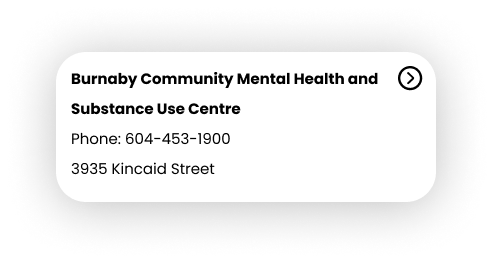 Burnaby Community Mental Health and
Substance Use Centre
Phone: 604-453-1900
3935 Kincaid Street